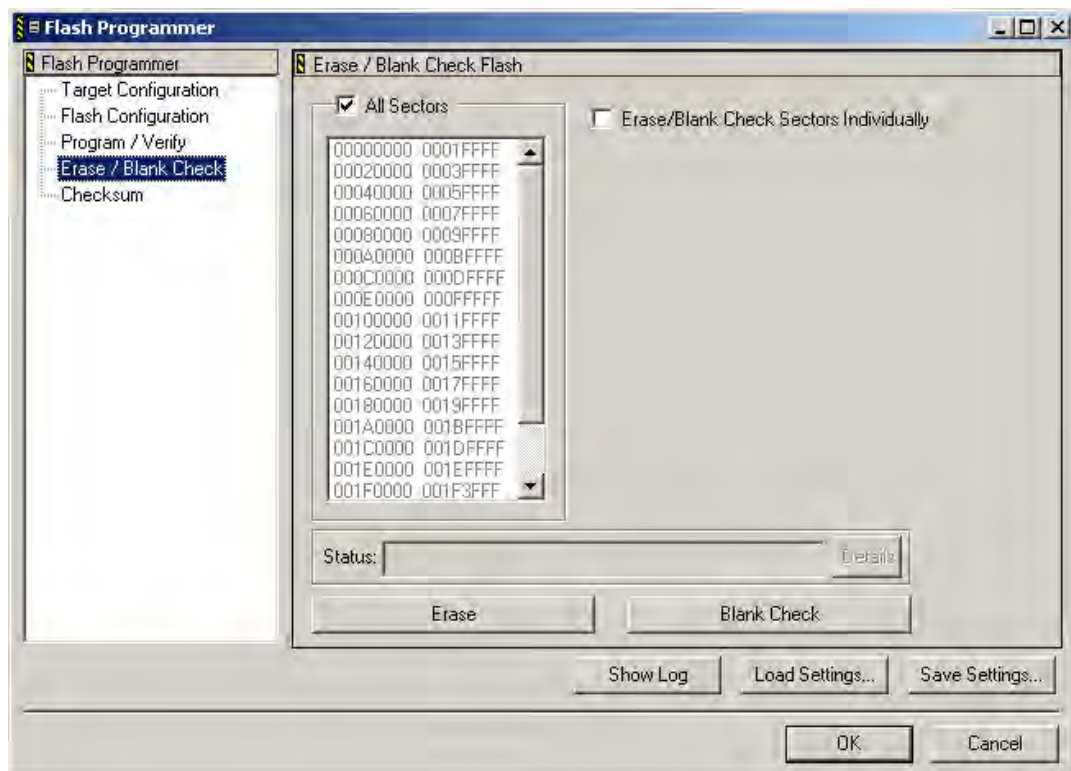 Flash Programmer
Flash Programmer
Target Configuration
Flash Configuration
Program / Verify
Erase / Blank Check
Checksum
Erase / Blank Check Flash
All Sectors
Erase/Blank Check Sectors Individually
00000000 0001FFFF
00020000 0003FFFF
00040000 0005FFFF
00060000 0007FFFF
00080000 0009FFFF
000A0000 000BFFFF
000C0000 000DFFFF
000E0000 000FFFFF
00100000 0011FFFF
00120000 0013FFFF
00140000 0015FFFF
00160000 0017FFFF
00180000 0019FFFF
001A0000 001BFFFF
001C0000 001DFFFF
001E0000 001EFFFF
001F0000 001F3FFF
Status:
Details
Erase
Blank Check
Show Log
Load Settings...
Save Settings...
OK
Cancel